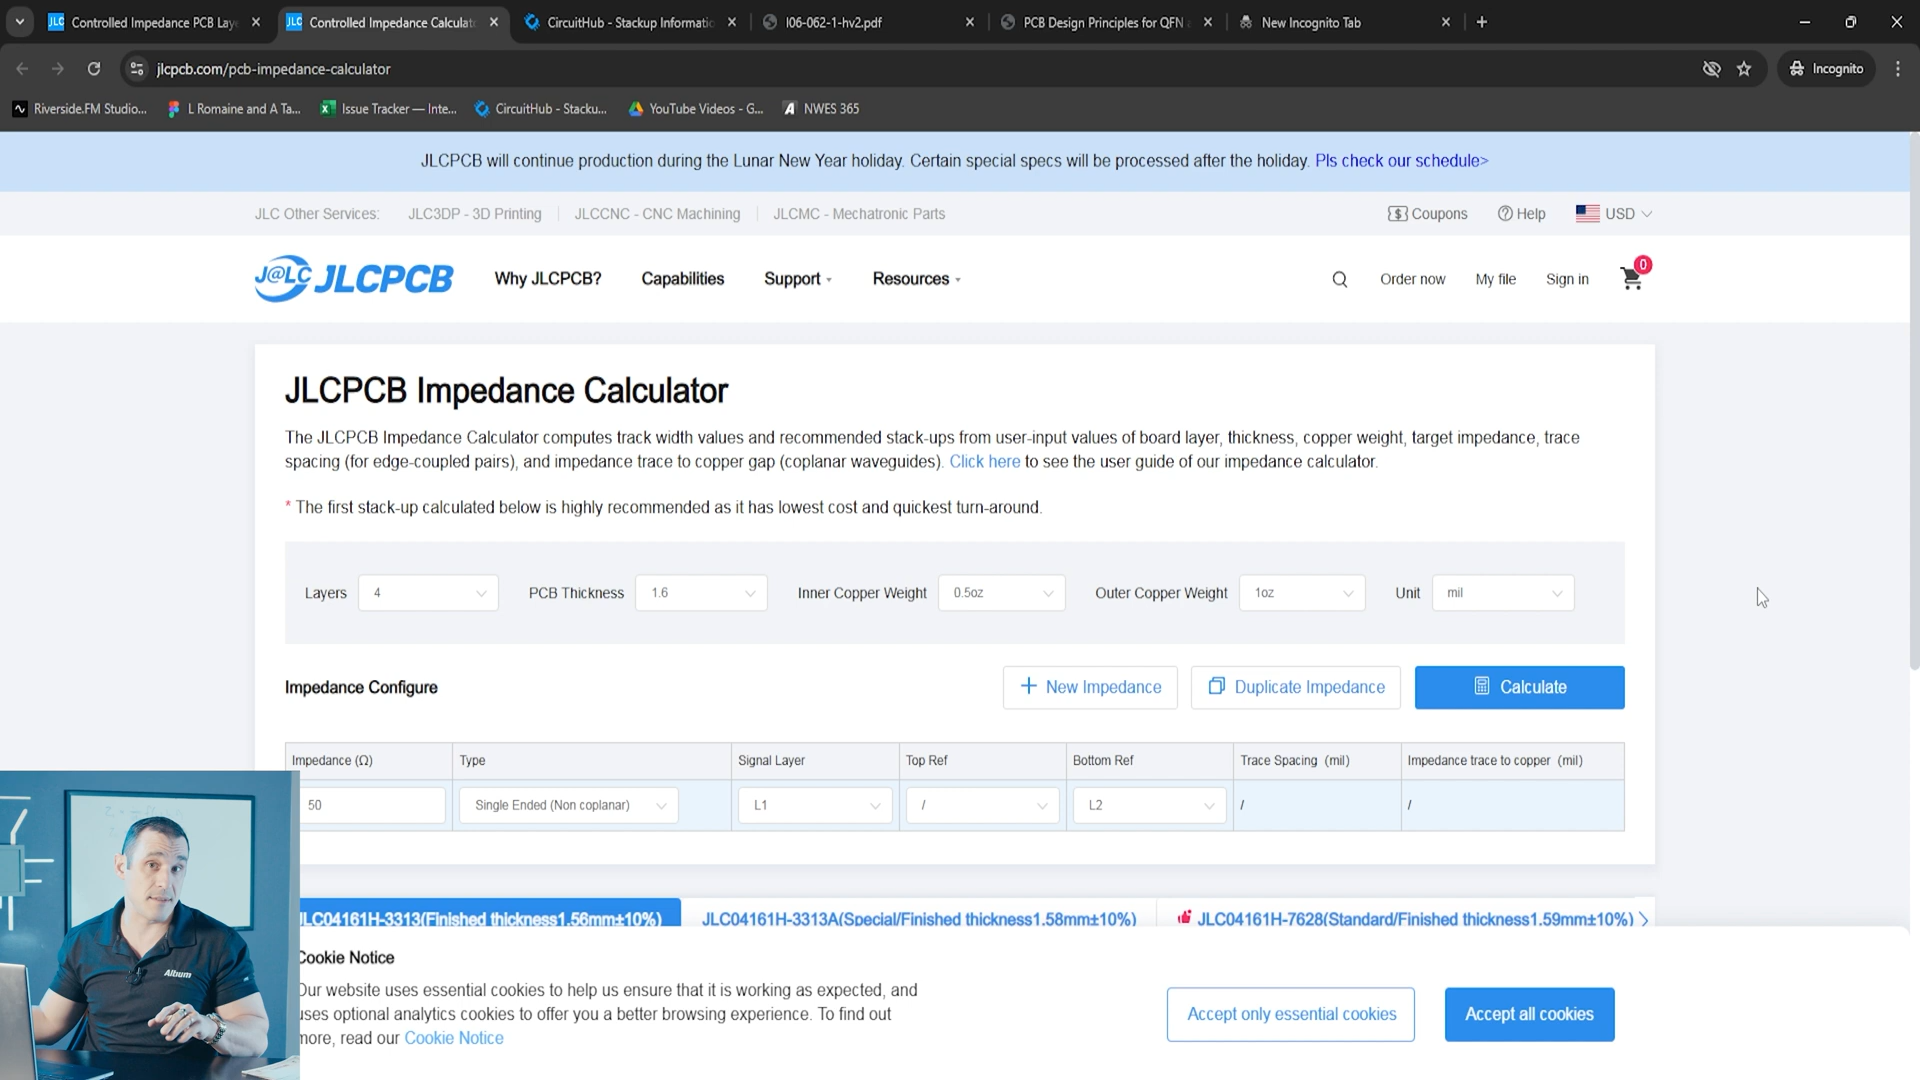 Controlled Impedance PCB Lay
Controlled Impedance Calculat
CircuitHub - Stackup Informati
l06-062-1-hv2.pdf
PCB Design Principles for QFN
New Incognito Tab
jlcpcb.com/pcb-impedance-calculator
Incognito
Riverside.FM Studio...
L Romaine and A Ta...
Issue Tracker — Inte...
CircuitHub - Stacku...
YouTube Videos - G...
NWES 365
JLCPCB will continue production during the Lunar New Year holiday. Certain special specs will be processed after the holiday. Pls check our schedule>
JLC Other Services:
JLC3DP - 3D Printing
JLCCNC - CNC Machining
JLCMC - Mechatronic Parts
Coupons
Help
USD
J@LC JLCPCB
Why JLCPCB?
Capabilities
Support
Resources
Order now
My file
Sign in
0
JLCPCB Impedance Calculator
The JLCPCB Impedance Calculator computes track width values and recommended stack-ups from user-input values of board layer, thickness, copper weight, target impedance, trace
spacing (for edge-coupled pairs), and impedance trace to copper gap (coplanar waveguides). Click here to see the user guide of our impedance calculator.
* The first stack-up calculated below is highly recommended as it has lowest cost and quickest turn-around.
Layers 4
PCB Thickness 1.6
Inner Copper Weight 0.5oz
Outer Copper Weight 1oz
Unit mil
Impedance Configure
New Impedance
Duplicate Impedance
Calculate
Impedance (Ω) Type Signal Layer Top Ref Bottom Ref Trace Spacing (mil) Impedance trace to copper (mil)
50 Single Ended (Non coplanar) L1 / L2 / /
JLC04161H-3313(Finished thickness1.56mm±10%)
JLC04161H-3313A(Special/Finished thickness1.58mm±10%)
JLC04161H-7628(Standard/Finished thickness1.59mm±10%)
Cookie Notice
Our website uses essential cookies to help us ensure that it is working as expected, and
uses optional analytics cookies to offer you a better browsing experience. To find out
more, read our Cookie Notice
Accept only essential cookies
Accept all cookies
Altium